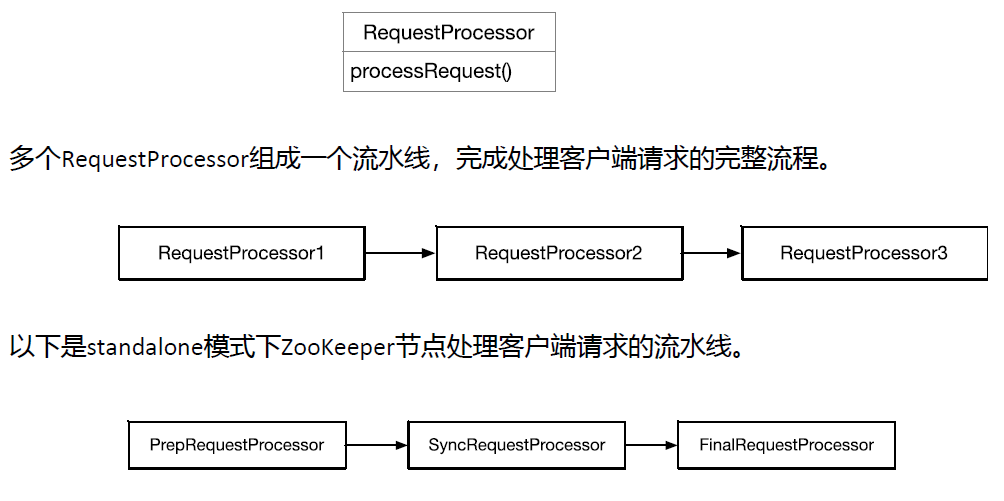 RequestProcessor
processRequest()
多个RequestProcessor组成一个流水线，完成处理客户端请求的完整流程。
RequestProcessor1 RequestProcessor2 RequestProcessor3
以下是standalone模式下ZooKeeper节点处理客户端请求的流水线。
PrepRequestProcessor SyncRequestProcessor FinalRequestProcessor